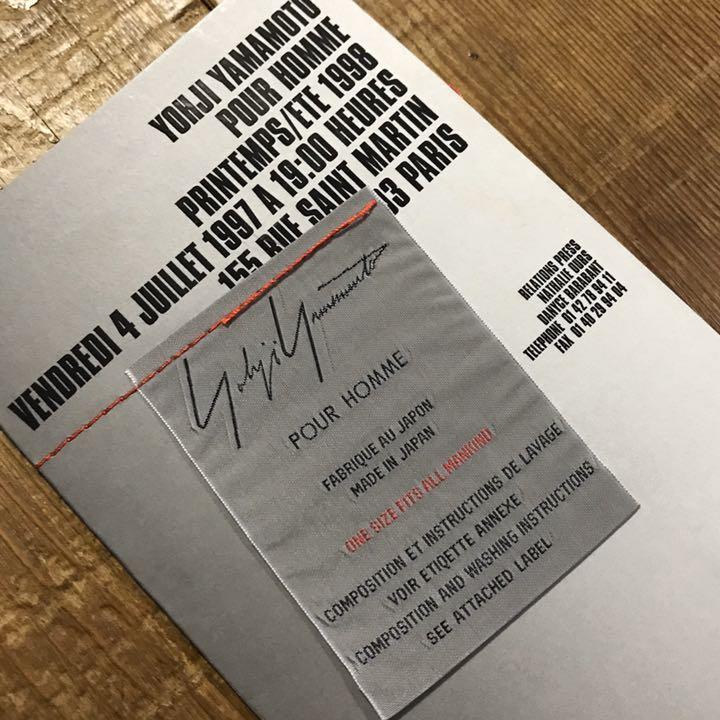 YOHJI YAMAMOTO
POUR HOMME
PRINTEMPS/ETE 1998
VENDREDI 4 JUILLET 1997 A 19:00 HEURES
155 RUE SAINT MARTIN
PARIS
RELATIONS PRESS
NATHALIE OURS
TELEPHONE 01 42 78 94 11
FAX 01 40 29 94 04
Yohji Yamamoto
POUR HOMME
FABRIQUE AU JAPON
MADE IN JAPAN
ONE SIZE FITS ALL MANKIND
COMPOSITION ET INSTRUCTIONS DE LAVAGE
VOIR ETIQETTE ANNEXE
COMPOSITION AND WASHING INSTRUCTIONS
SEE ATTACHED LABEL